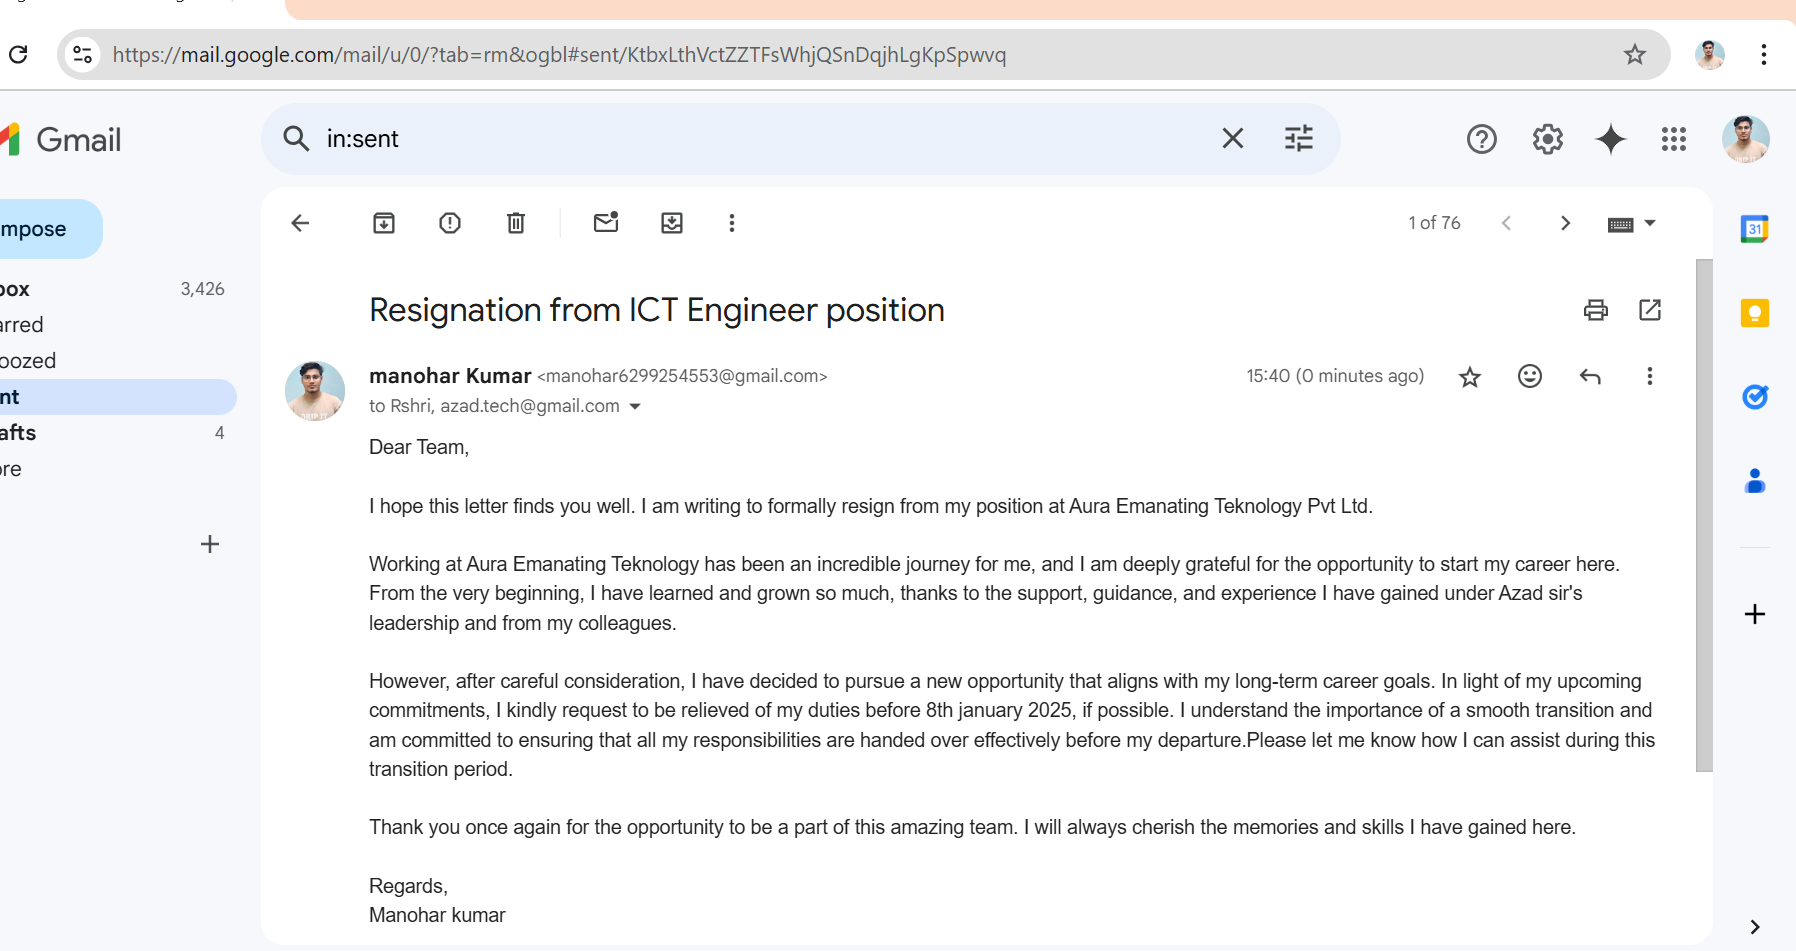 https://mail.google.com/mail/u/0/?tab=rm&ogbl#sent/KtbxLthVctZZTFsWhjQSnDqjhLgKpSpwvq
Gmail
in:sent
mpose
1 of 76
box 3,426
arred
oozed
nt
afts 4
ore
Resignation from ICT Engineer position
manohar Kumar <manohar6299254553@gmail.com>
15:40 (0 minutes ago)
to Rshri, azad.tech@gmail.com
Dear Team,
I hope this letter finds you well. I am writing to formally resign from my position at Aura Emanating Teknology Pvt Ltd.
Working at Aura Emanating Teknology has been an incredible journey for me, and I am deeply grateful for the opportunity to start my career here.
From the very beginning, I have learned and grown so much, thanks to the support, guidance, and experience I have gained under Azad sir's
leadership and from my colleagues.
However, after careful consideration, I have decided to pursue a new opportunity that aligns with my long-term career goals. In light of my upcoming
commitments, I kindly request to be relieved of my duties before 8th january 2025, if possible. I understand the importance of a smooth transition and
am committed to ensuring that all my responsibilities are handed over effectively before my departure.Please let me know how I can assist during this
transition period.
Thank you once again for the opportunity to be a part of this amazing team. I will always cherish the memories and skills I have gained here.
Regards,
Manohar kumar
31